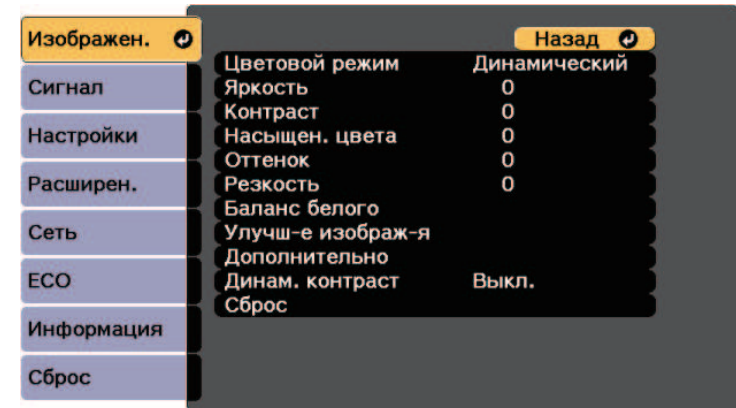 Изображен.
Сигнал
Настройки
Расширен.
Сеть
ECO
Информация
Сброс
Назад
Цветовой режим Динамический
Яркость 0
Контраст 0
Насыщен. цвета 0
Оттенок 0
Резкость 0
Баланс белого
Улучш-е изображ-я
Дополнительно
Динам. контраст Выкл.
Сброс